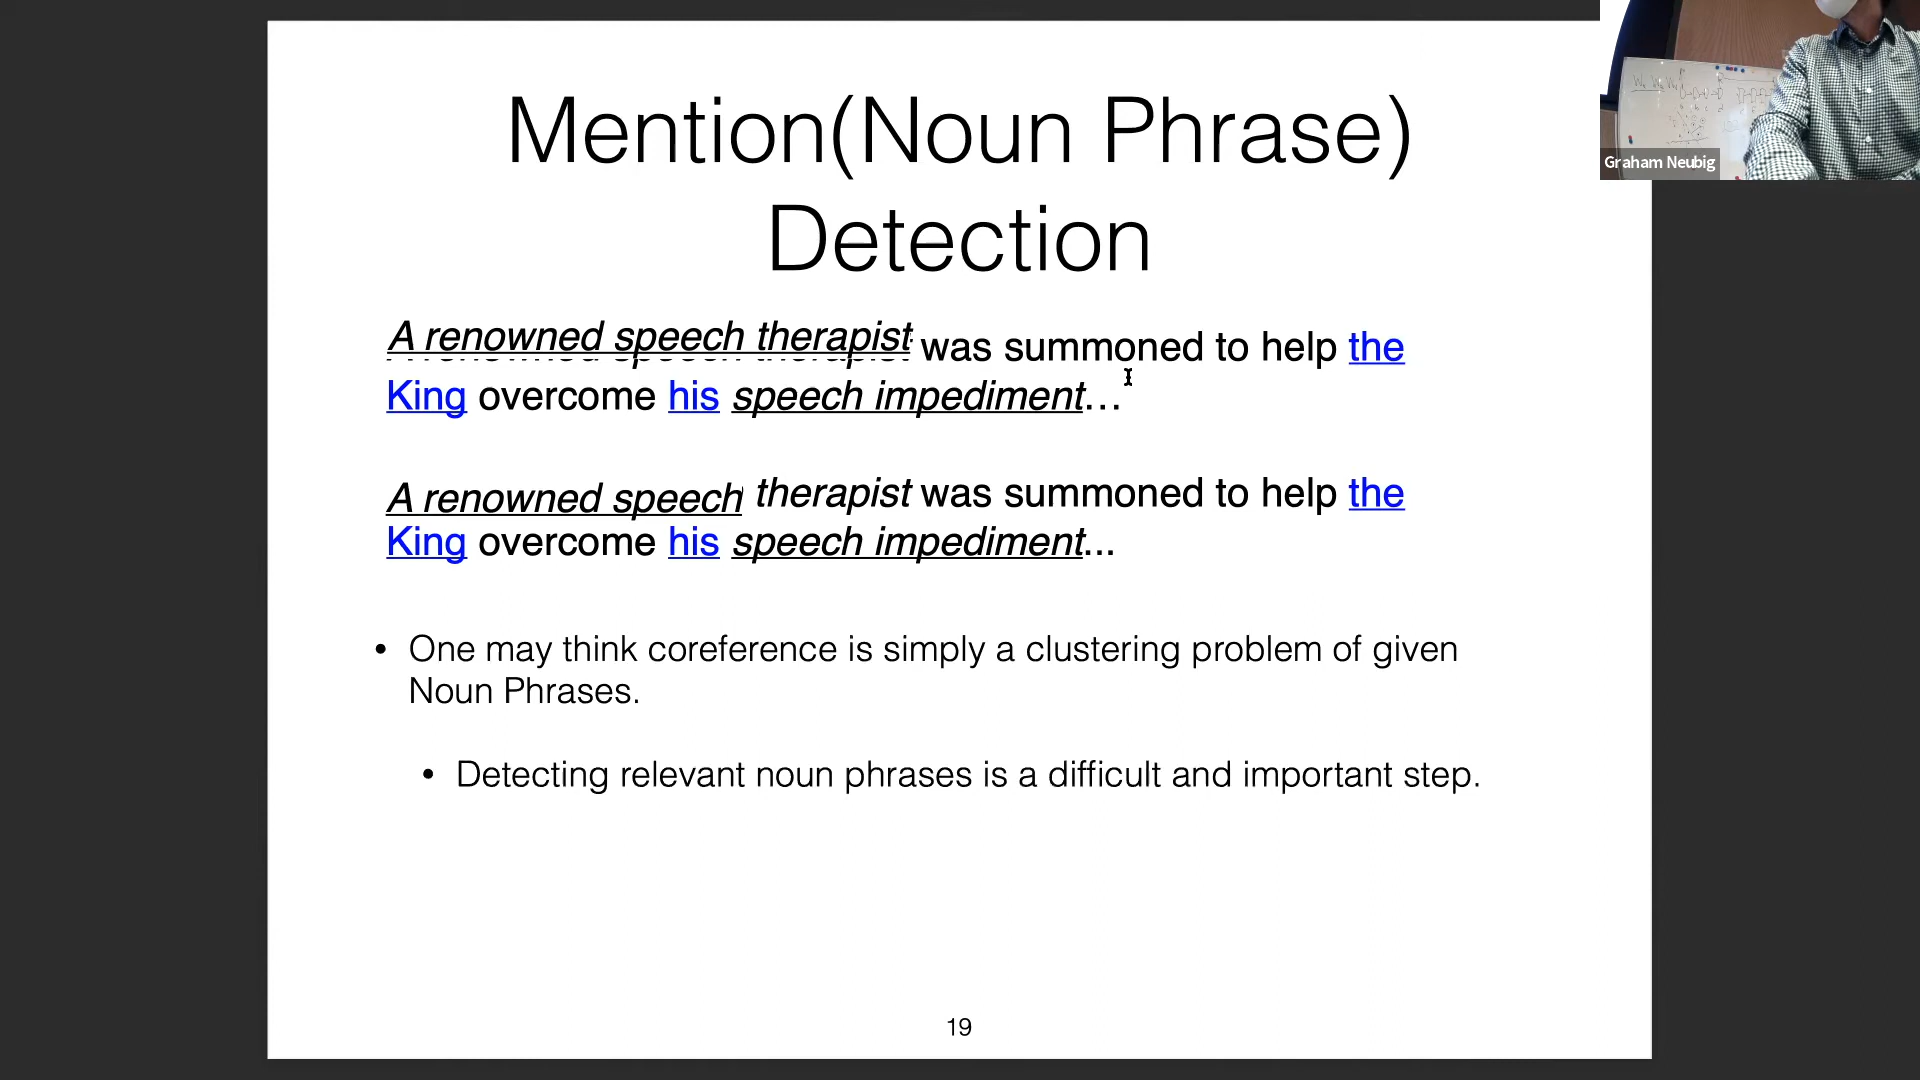 Mention(Noun Phrase)
Detection
A renowned speech therapist was summoned to help the
King overcome his speech impediment...
A renowned speech therapist was summoned to help the
King overcome his speech impediment...
• One may think coreference is simply a clustering problem of given
Noun Phrases.
• Detecting relevant noun phrases is a difficult and important step.
19
Graham Neubig